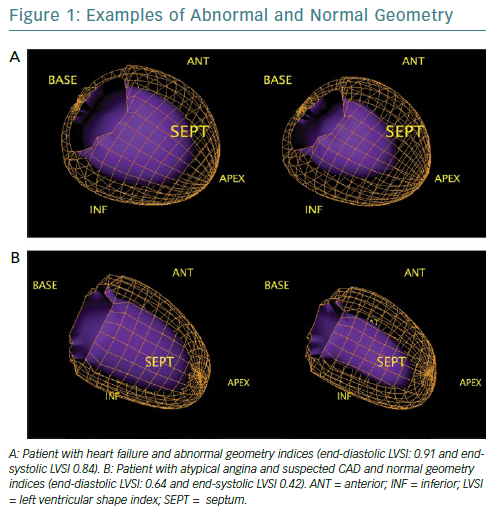 Figure 1: Examples of Abnormal and Normal Geometry
A
ANT
BASE
SEPT
APEX
INF
ANT
BASE
SEPT
APEX
INF
B
ANT
BASE
SEPT
APEX
INF
ANT
BASE
SEPT
APEX
INF
A: Patient with heart failure and abnormal geometry indices (end-diastolic LVSI: 0.91 and end-
systolic LVSI 0.84). B: Patient with atypical angina and suspected CAD and normal geometry
indices (end-diastolic LVSI: 0.64 and end-systolic LVSI 0.42). ANT = anterior; INF = inferior; LVSI
= left ventricular shape index; SEPT = septum.